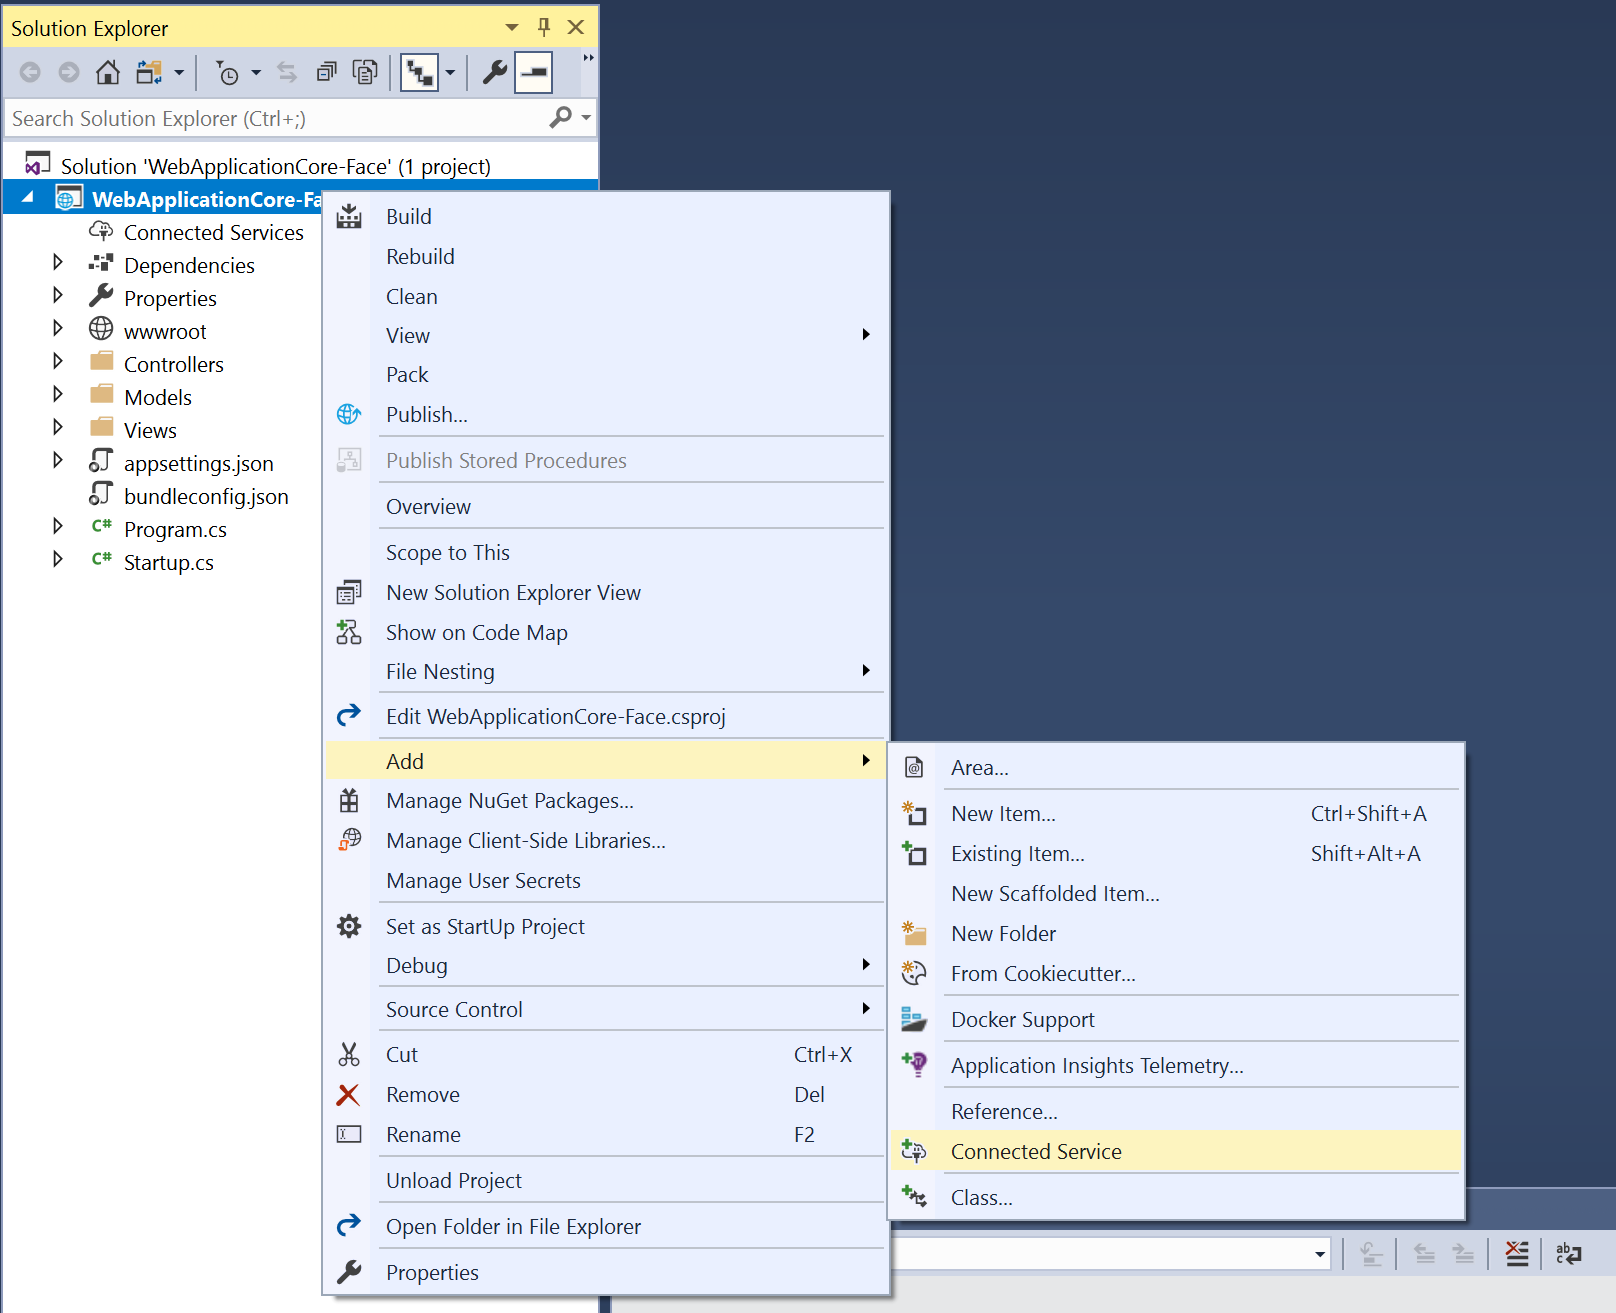 Solution Explorer
Search Solution Explorer (Ctrl+;)
Solution 'WebApplicationCore-Face' (1 project)
WebApplicationCore-Fa
Connected Services
Dependencies
Properties
wwwroot
Controllers
Models
Views
appsettings.json
bundleconfig.json
C# Program.cs
C# Startup.cs
Build
Rebuild
Clean
View
Pack
Publish...
Publish Stored Procedures
Overview
Scope to This
New Solution Explorer View
Show on Code Map
File Nesting
Edit WebApplicationCore-Face.csproj
Add
Manage NuGet Packages...
Manage Client-Side Libraries...
Manage User Secrets
Set as StartUp Project
Debug
Source Control
Cut Ctrl+X
Remove Del
Rename F2
Unload Project
Open Folder in File Explorer
Properties
Area...
New Item... Ctrl+Shift+A
Existing Item... Shift+Alt+A
New Scaffolded Item...
New Folder
From Cookiecutter...
Docker Support
Application Insights Telemetry...
Reference...
Connected Service
Class...